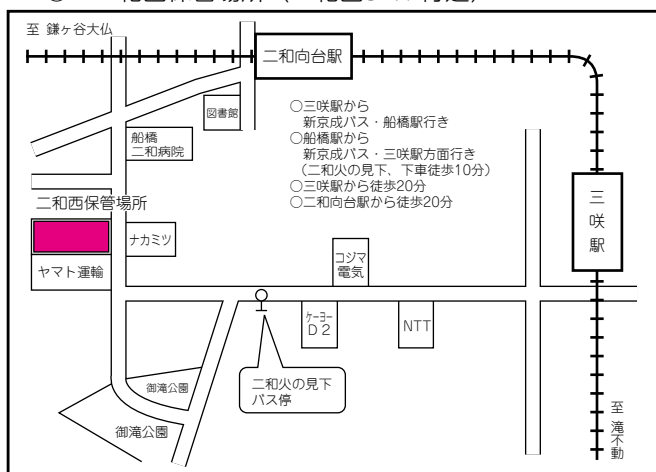 至 鎌ヶ谷大仏
二和向台駅
図書館
船橋
二和病院
○三咲駅から
新京成バス・船橋駅行き
○船橋駅から
新京成バス・三咲駅方面行き
（二和火の見下、下車徒歩10分）
○三咲駅から徒歩20分
○二和向台駅から徒歩20分
三咲駅
二和西保管場所
ナカミツ
ヤマト運輸
コジマ
電気
ケーヨー
D2
NTT
二和火の見下
バス停
御滝公園
御滝公園
至 滝不動